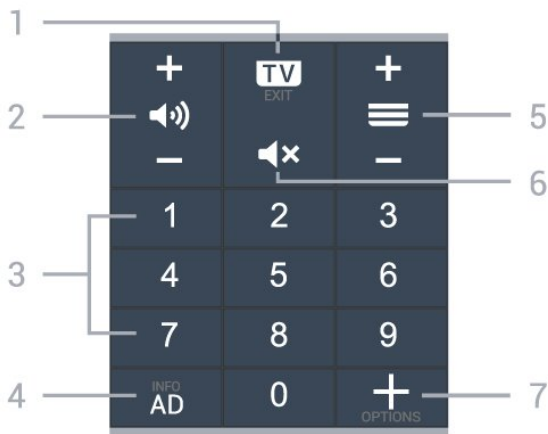 1
+ TV +
EXIT
2 5
− −
6
1 2 3
3
4 5 6
7 8 9
INFO
4 AD 0 + 7
OPTIONS